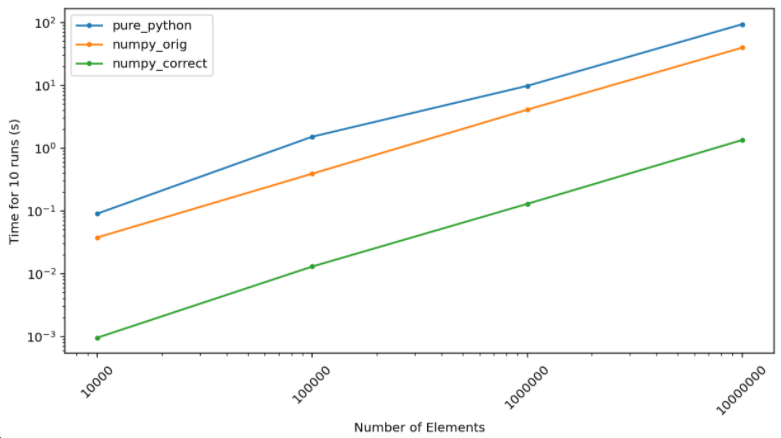 pure_python
numpy_orig
numpy_correct
10²
10¹
10⁰
10⁻¹
10⁻²
10⁻³
Time for 10 runs (s)
10000
100000
1000000
10000000
Number of Elements